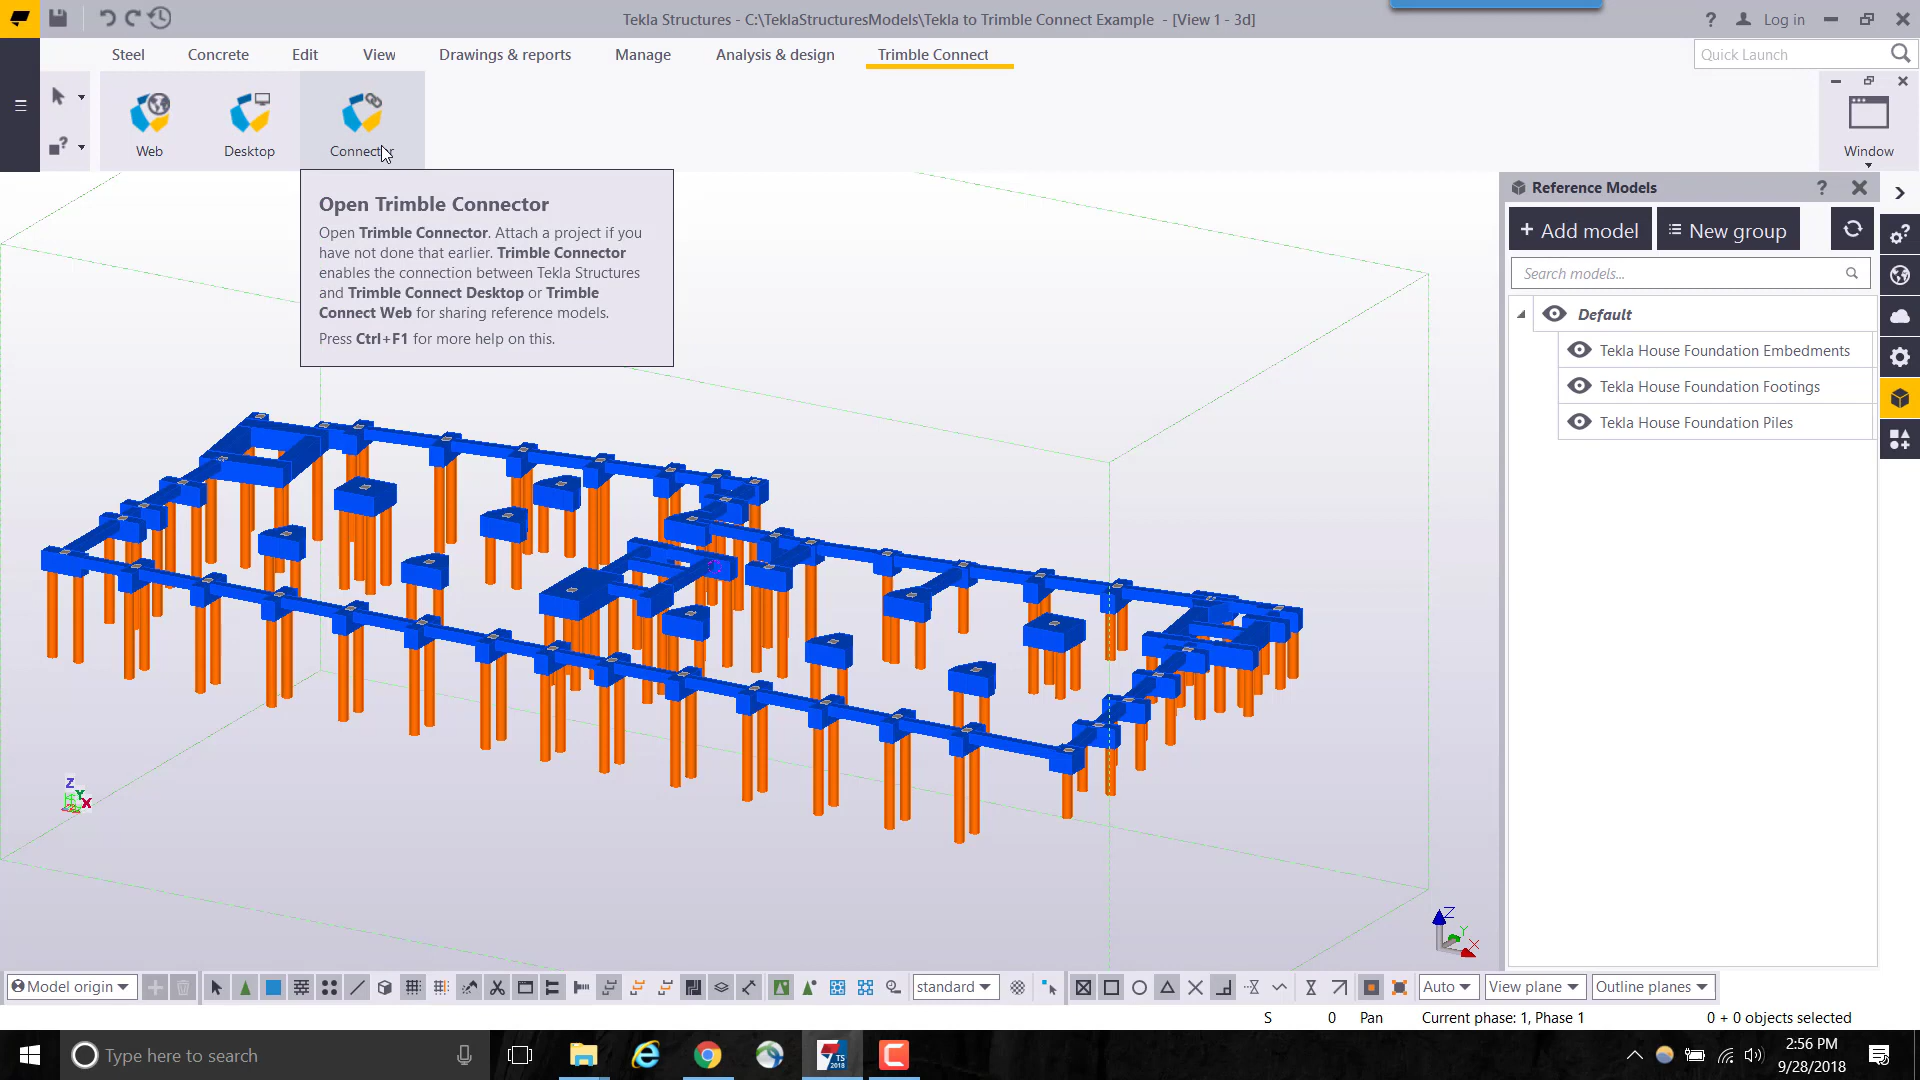 Tekla Structures - C:\TeklaStructuresModels\Tekla to Trimble Connect Example - [View 1 - 3d]
? Log in
Steel Concrete Edit View Drawings & reports Manage Analysis & design Trimble Connect
Quick Launch
Web Desktop Connector
Window
Open Trimble Connector
Open Trimble Connector. Attach a project if you
have not done that earlier. Trimble Connector
enables the connection between Tekla Structures
and Trimble Connect Desktop or Trimble
Connect Web for sharing reference models.
Press Ctrl+F1 for more help on this.
Reference Models ?
+ Add model New group
Search models...
Default
Tekla House Foundation Embedments
Tekla House Foundation Footings
Tekla House Foundation Piles
Z
Y
X
Z
Y
X
Model origin standard Auto View plane Outline planes
S 0 Pan Current phase: 1, Phase 1 0 + 0 objects selected
Type here to search
TS
2018
2:56 PM
9/28/2018